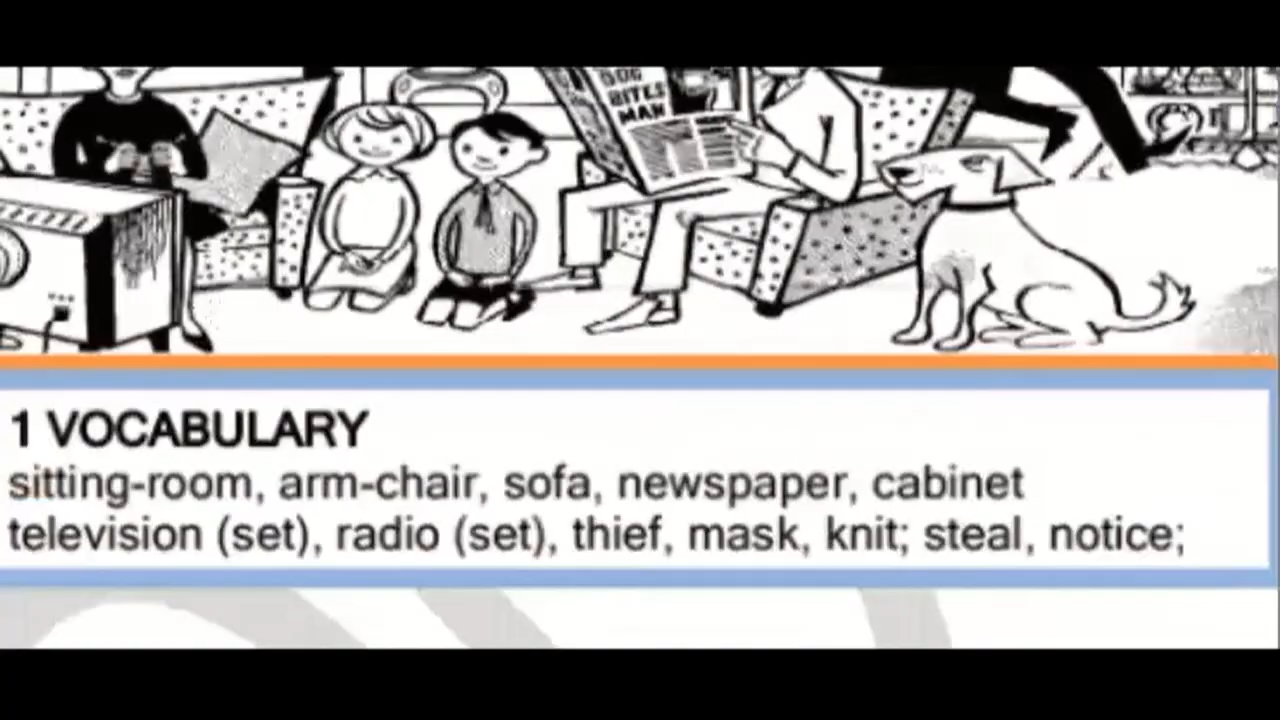 DOG
BITES
MAN
1 VOCABULARY
sitting-room, arm-chair, sofa, newspaper, cabinet
television (set), radio (set), thief, mask, knit; steal, notice;